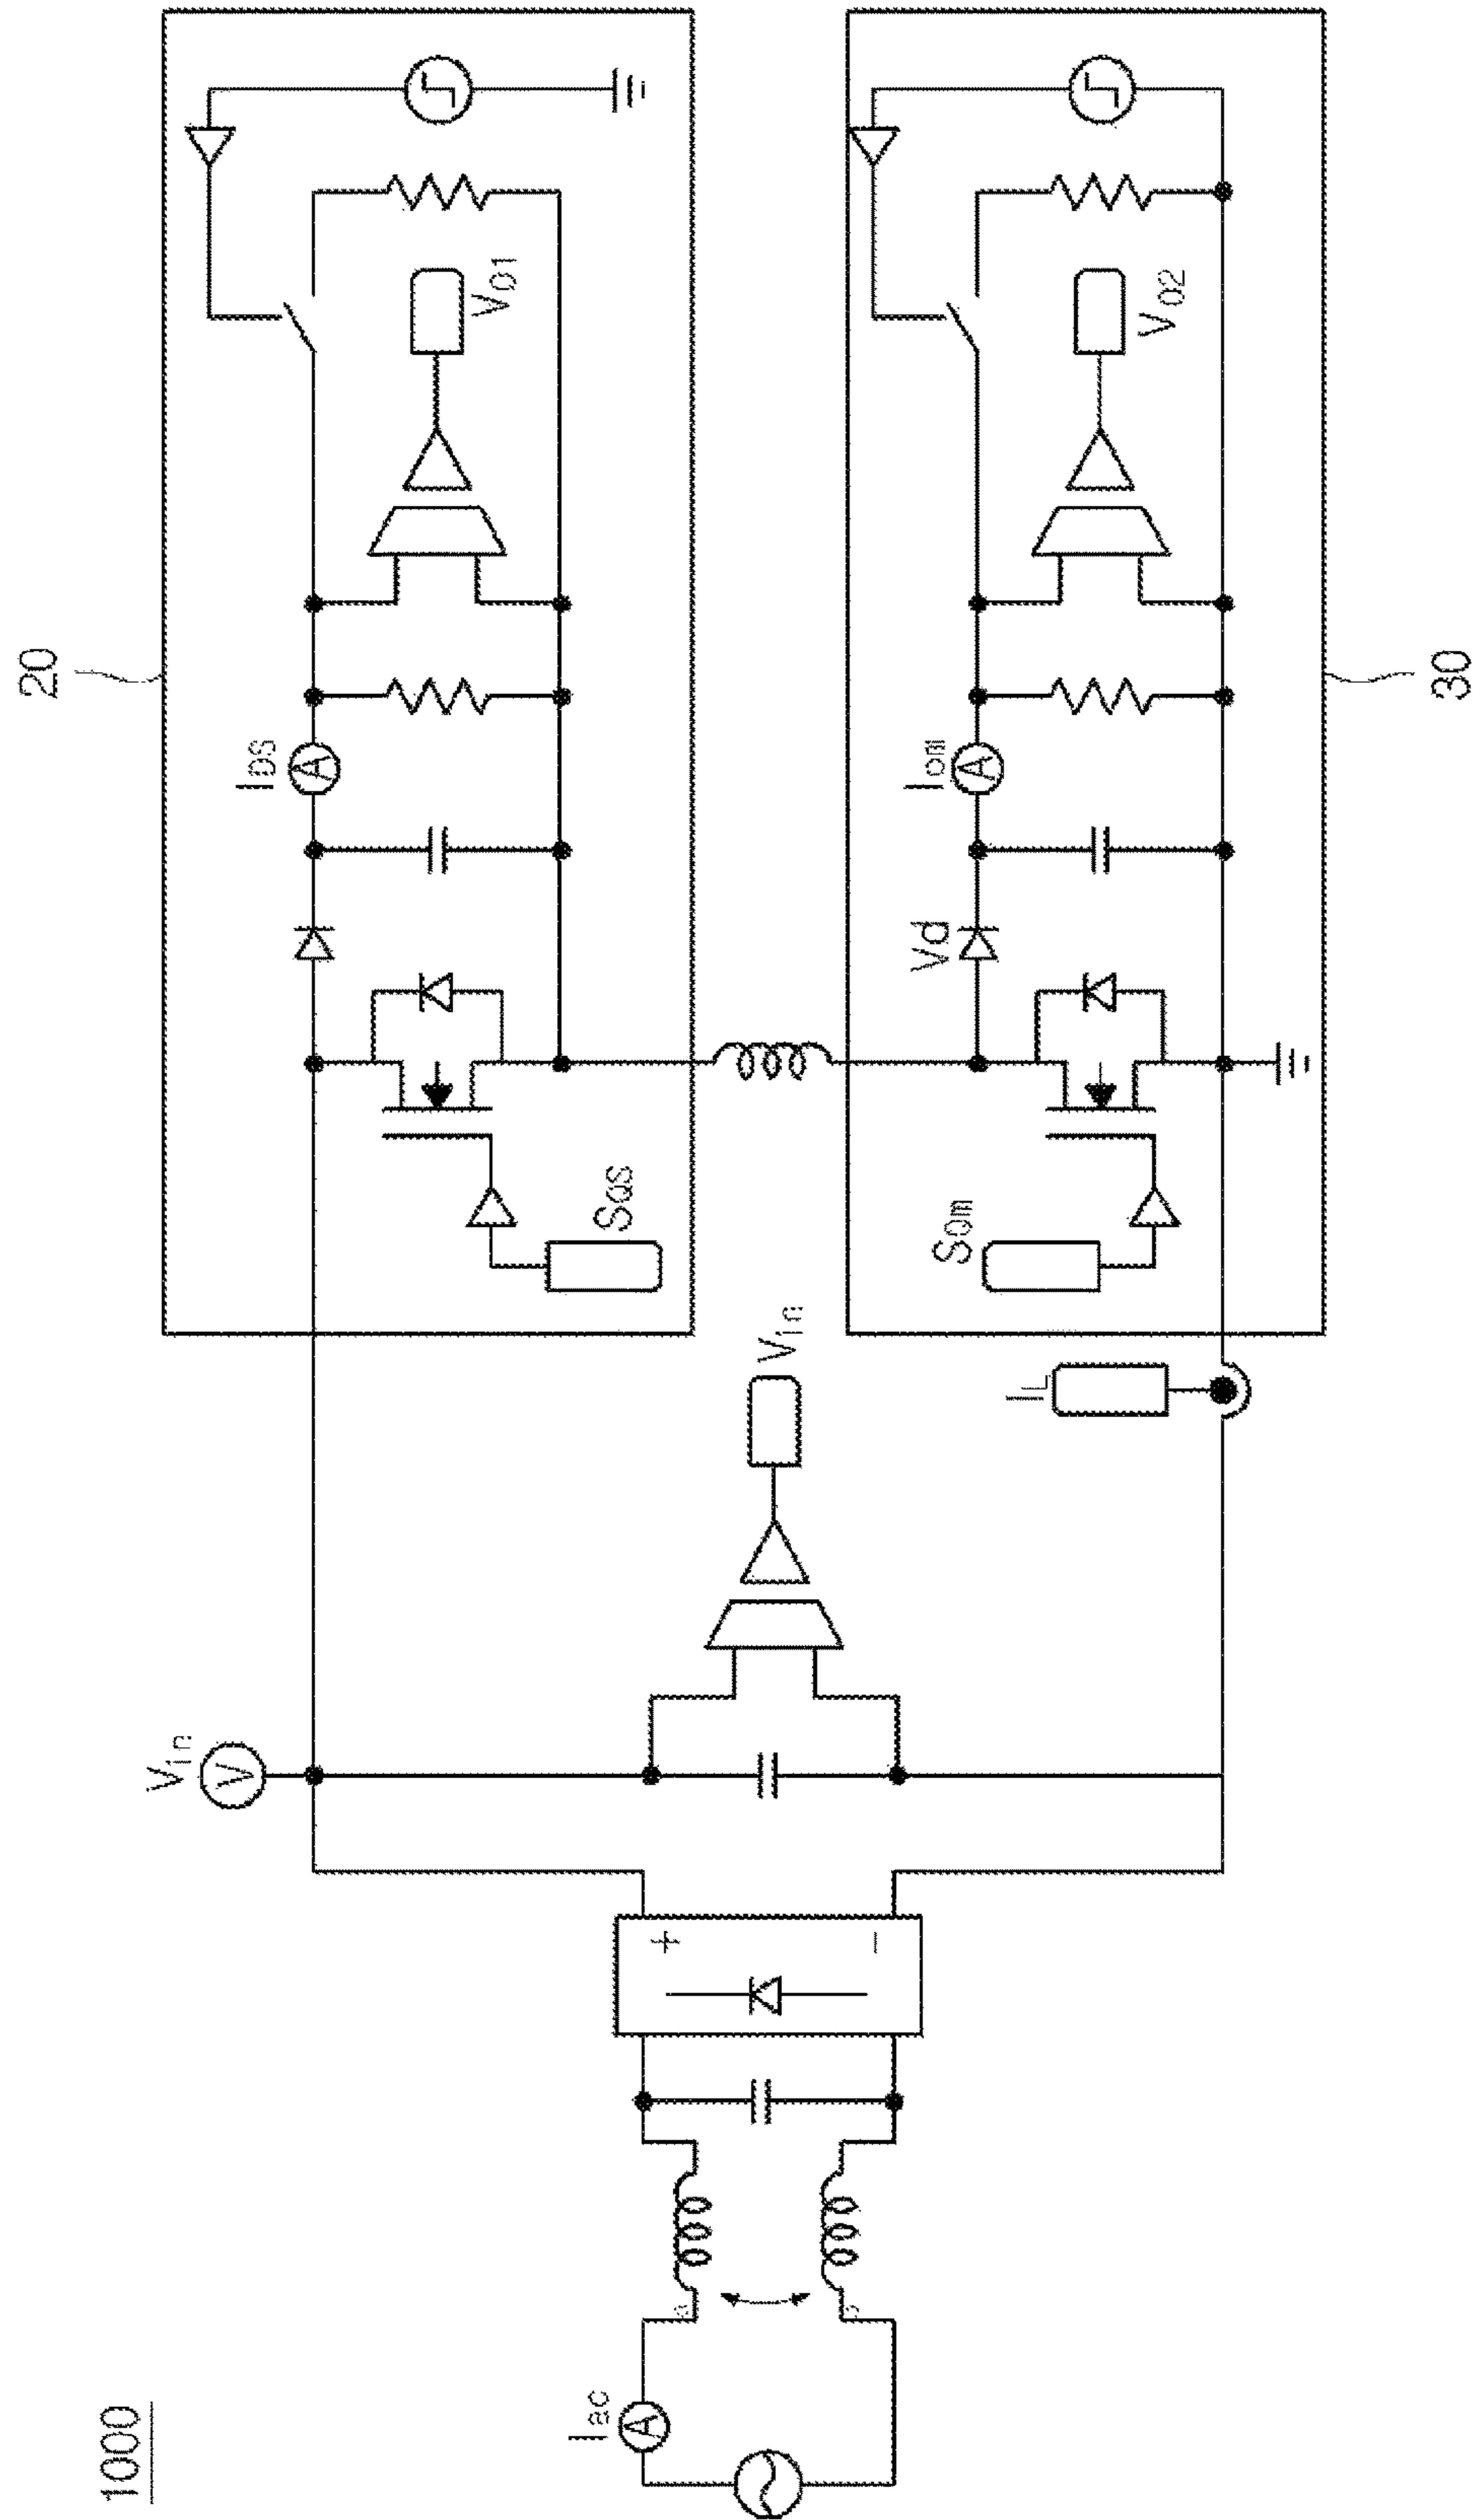 1000
I_ac
A
+
-
V_in
V
V_in
I_L
20
S_QS
I_DS
A
V_O1
30
S_Qm
Vd
I_om
A
V_O2